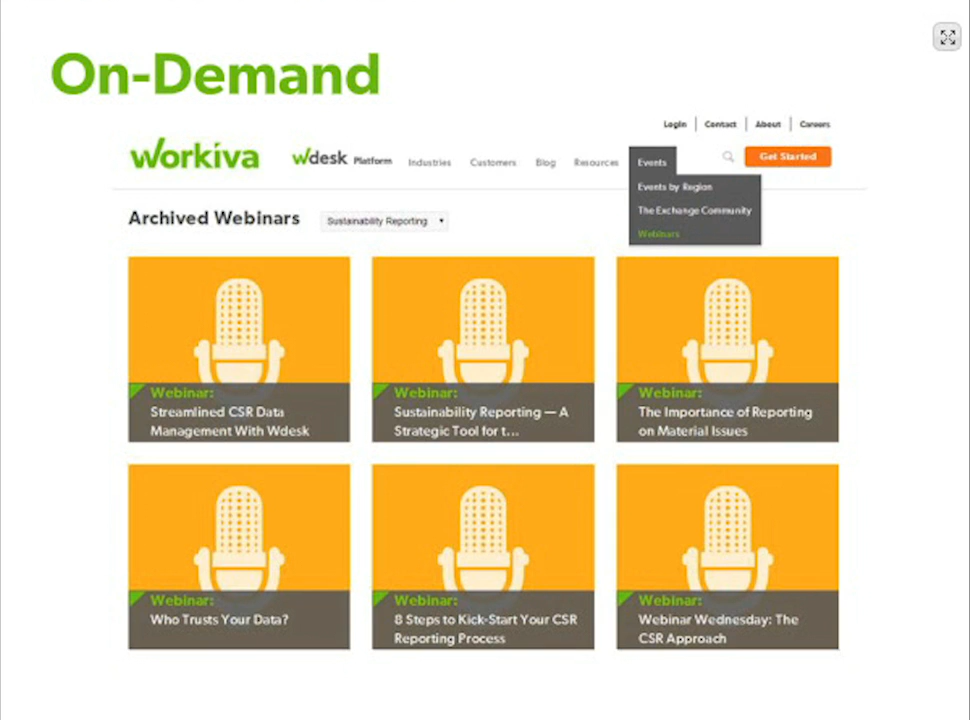 On-Demand
Login Contact About Careers
workiva wdesk Platform Industries Customers Blog Resources Events Get Started
Events by Region
The Exchange Community
Webinars
Archived Webinars Sustainability Reporting
Webinar:
Streamlined CSR Data
Management With Wdesk
Webinar:
Sustainability Reporting — A
Strategic Tool for t...
Webinar:
The Importance of Reporting
on Material Issues
Webinar:
Who Trusts Your Data?
Webinar:
8 Steps to Kick-Start Your CSR
Reporting Process
Webinar:
Webinar Wednesday: The
CSR Approach